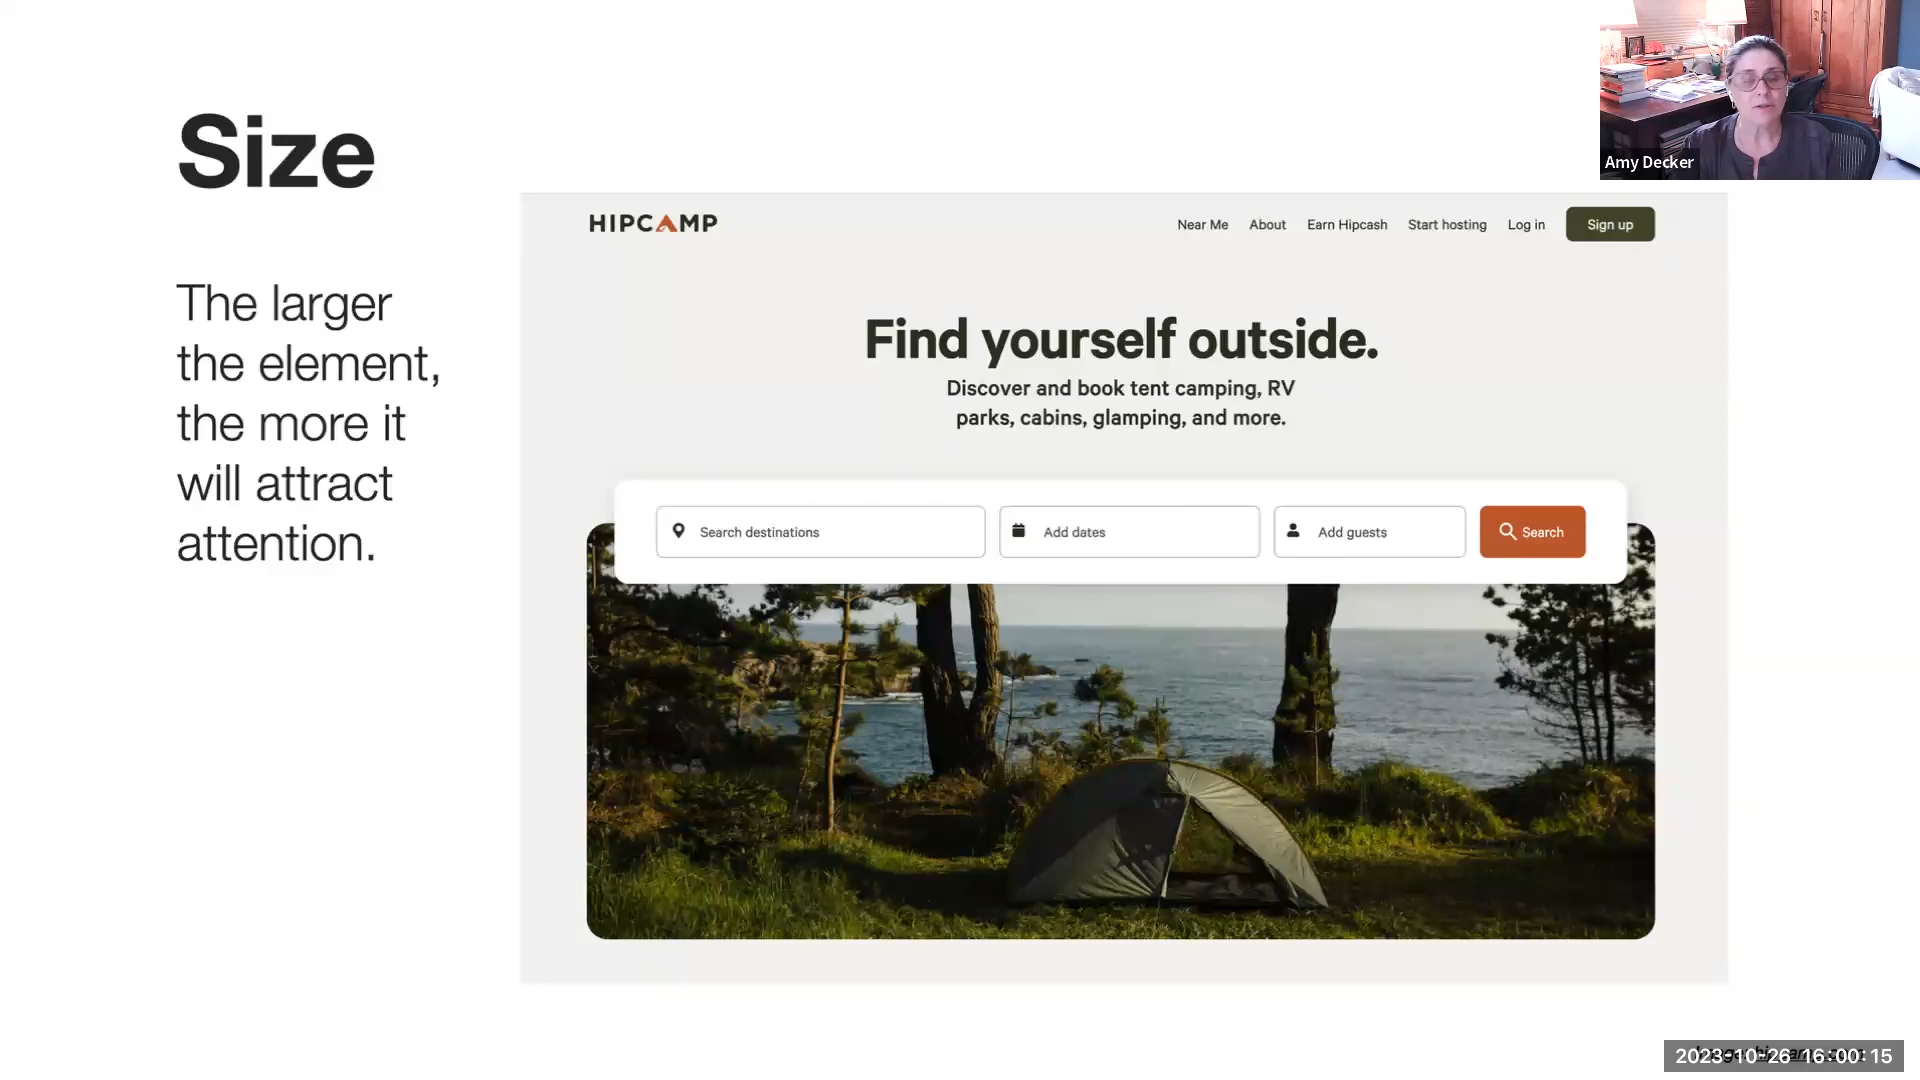 Size
The larger
the element,
the more it
will attract
attention.
HIPCAMP
Near Me About Earn Hipcash Start hosting Log in Sign up
Find yourself outside.
Discover and book tent camping, RV
parks, cabins, glamping, and more.
Search destinations Add dates Add guests Search
Amy Decker
2023-10-26 16:00:15